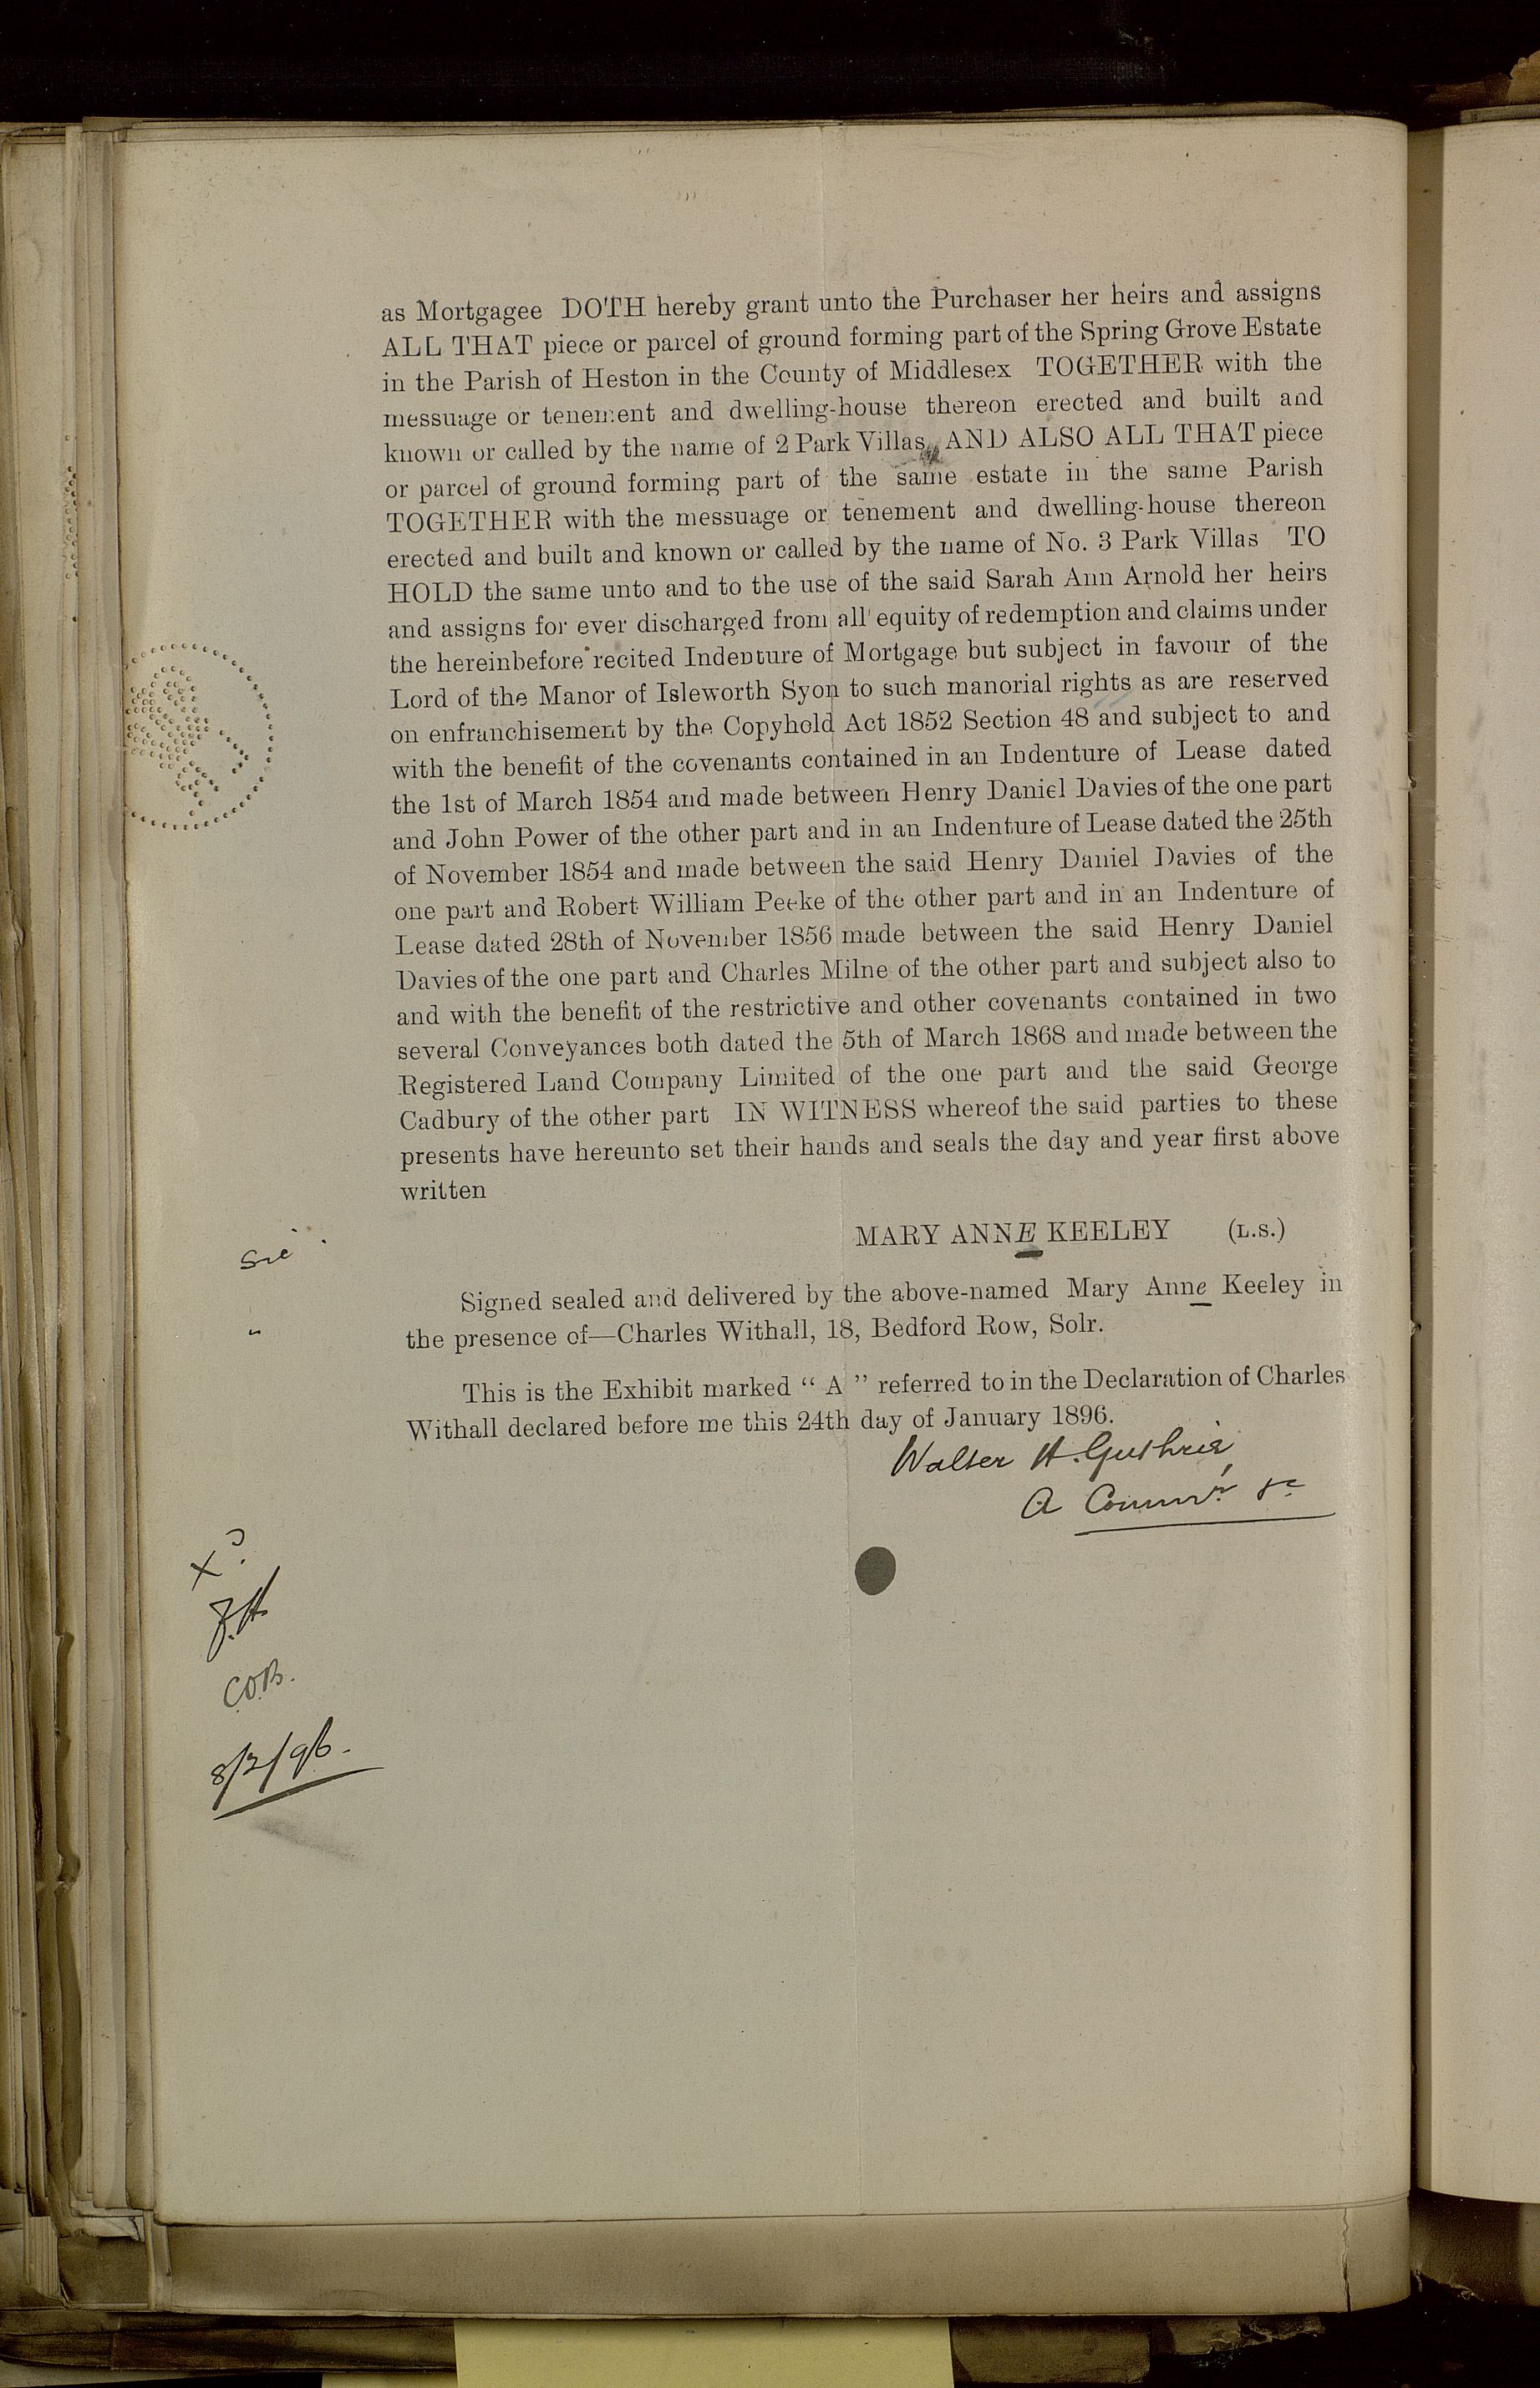 as Mortgagee DOTH hereby grant unto the Purchaser her heirs and assigns
ALL THAT piece or parcel of ground forming part of the Spring Grove Estate
in the Parish of Heston in the County of Middlesex TOGETHER with the
messuage or tenement and dwelling-house thereon erected and built and
known or called by the name of 2 Park Villas AND ALSO ALL THAT piece
or parcel of ground forming part of the same estate in the same Parish
TOGETHER with the messuage or tenement and dwelling-house thereon
erected and built and known or called by the name of No. 3 Park Villas TO
HOLD the same unto and to the use of the said Sarah Ann Arnold her heirs
and assigns for ever discharged from all equity of redemption and claims under
the hereinbefore recited Indenture of Mortgage but subject in favour of the
Lord of the Manor of Isleworth Syon to such manorial rights as are reserved
on enfranchisement by the Copyhold Act 1852 Section 48 and subject to and
with the benefit of the covenants contained in an Indenture of Lease dated
the 1st of March 1854 and made between Henry Daniel Davies of the one part
and John Power of the other part and in an Indenture of Lease dated the 25th
of November 1854 and made between the said Henry Daniel Davies of the
one part and Robert William Peeke of the other part and in an Indenture of
Lease dated 28th of November 1856 made between the said Henry Daniel
Davies of the one part and Charles Milne of the other part and subject also to
and with the benefit of the restrictive and other covenants contained in two
several Conveyances both dated the 5th of March 1868 and made between the
Registered Land Company Limited of the one part and the said George
Cadbury of the other part IN WITNESS whereof the said parties to these
presents have hereunto set their hands and seals the day and year first above
written
MARY ANNE KEELEY (L.S.)
Sic
"
Signed sealed and delivered by the above-named Mary Anne Keeley in
the presence of—Charles Withall, 18, Bedford Row, Solr.
This is the Exhibit marked "A" referred to in the Declaration of Charles
Withall declared before me this 24th day of January 1896.
Walter H. Guthrie
A Commr. &c
X
C.O.B.
8/2/96.